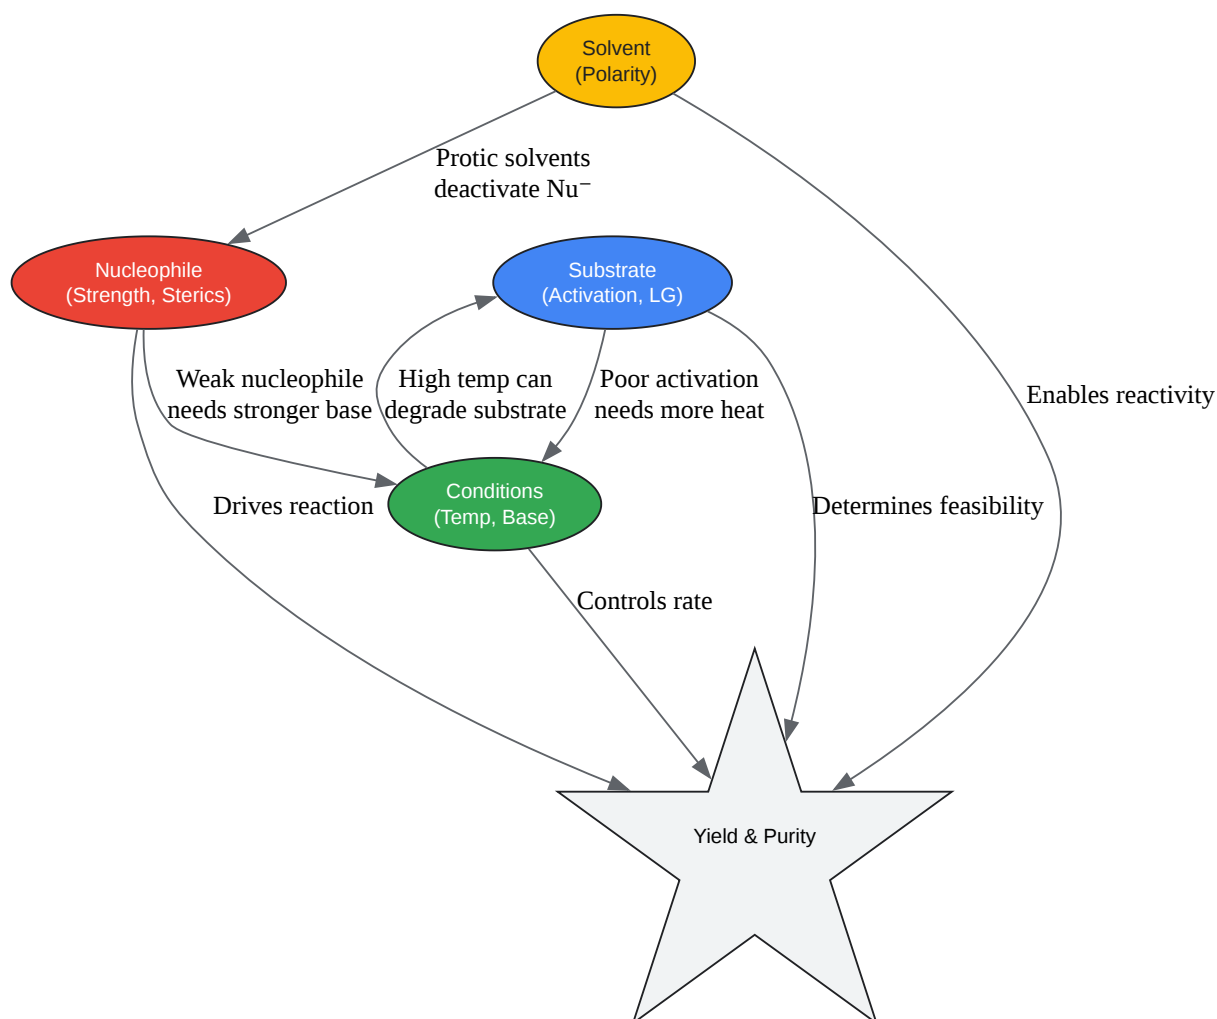 Solvent
(Polarity)
Protic solvents
deactivate Nu⁻
Nucleophile
(Strength, Sterics)
Substrate
(Activation, LG)
Weak nucleophile
needs stronger base
High temp can
degrade substrate
Poor activation
needs more heat
Enables reactivity
Drives reaction
Conditions
(Temp, Base)
Determines feasibility
Controls rate
Yield & Purity